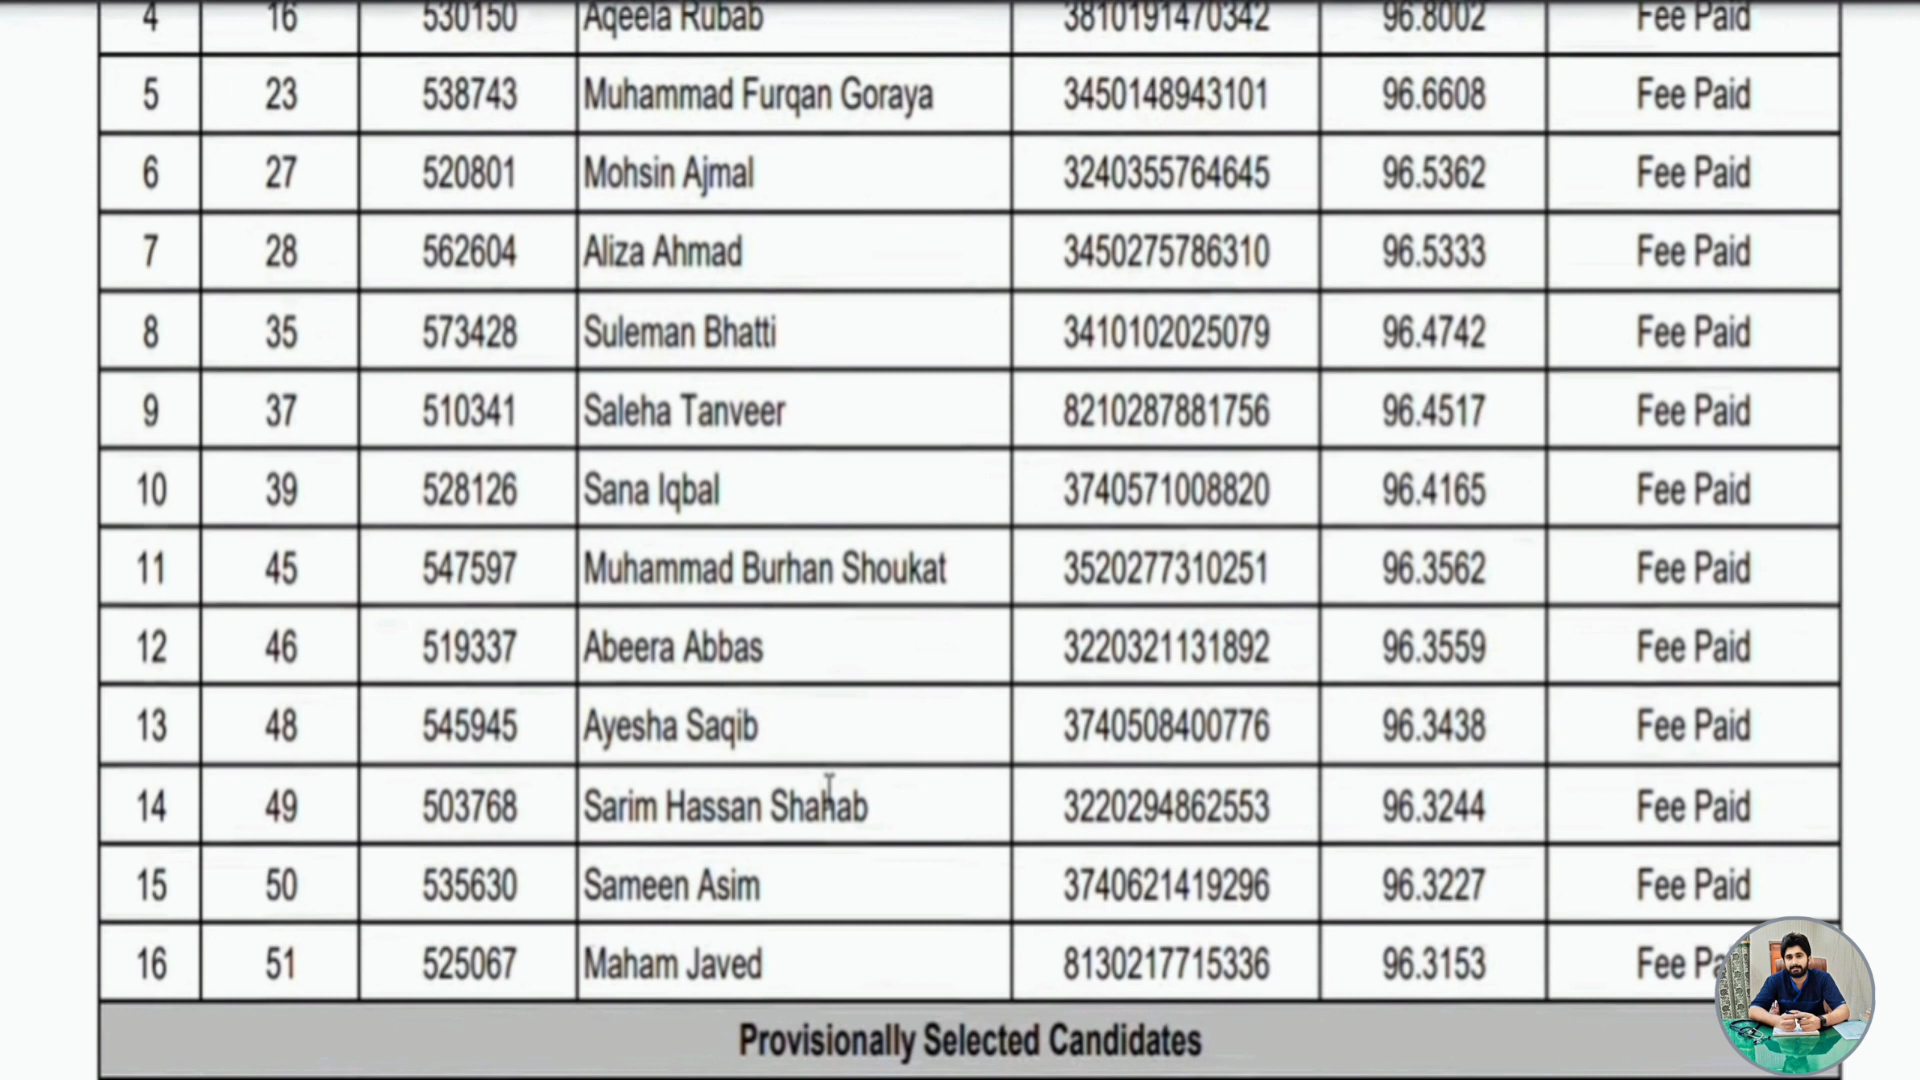 4 16 530150 Aqeela Rubab 3810191470342 96.8002 Fee Paid
5 23 538743 Muhammad Furqan Goraya 3450148943101 96.6608 Fee Paid
6 27 520801 Mohsin Ajmal 3240355764645 96.5362 Fee Paid
7 28 562604 Aliza Ahmad 3450275786310 96.5333 Fee Paid
8 35 573428 Suleman Bhatti 3410102025079 96.4742 Fee Paid
9 37 510341 Saleha Tanveer 8210287881756 96.4517 Fee Paid
10 39 528126 Sana Iqbal 3740571008820 96.4165 Fee Paid
11 45 547597 Muhammad Burhan Shoukat 3520277310251 96.3562 Fee Paid
12 46 519337 Abeera Abbas 3220321131892 96.3559 Fee Paid
13 48 545945 Ayesha Saqib 3740508400776 96.3438 Fee Paid
14 49 503768 Sarim Hassan Shahab 3220294862553 96.3244 Fee Paid
15 50 535630 Sameen Asim 3740621419296 96.3227 Fee Paid
16 51 525067 Maham Javed 8130217715336 96.3153 Fee Pa
Provisionally Selected Candidates